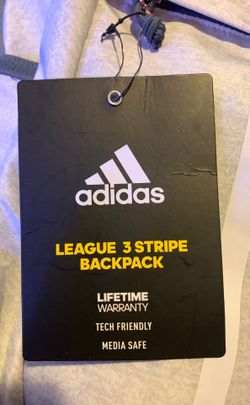 adidas
LEAGUE 3 STRIPE
BACKPACK
LIFETIME
WARRANTY
TECH FRIENDLY
MEDIA SAFE